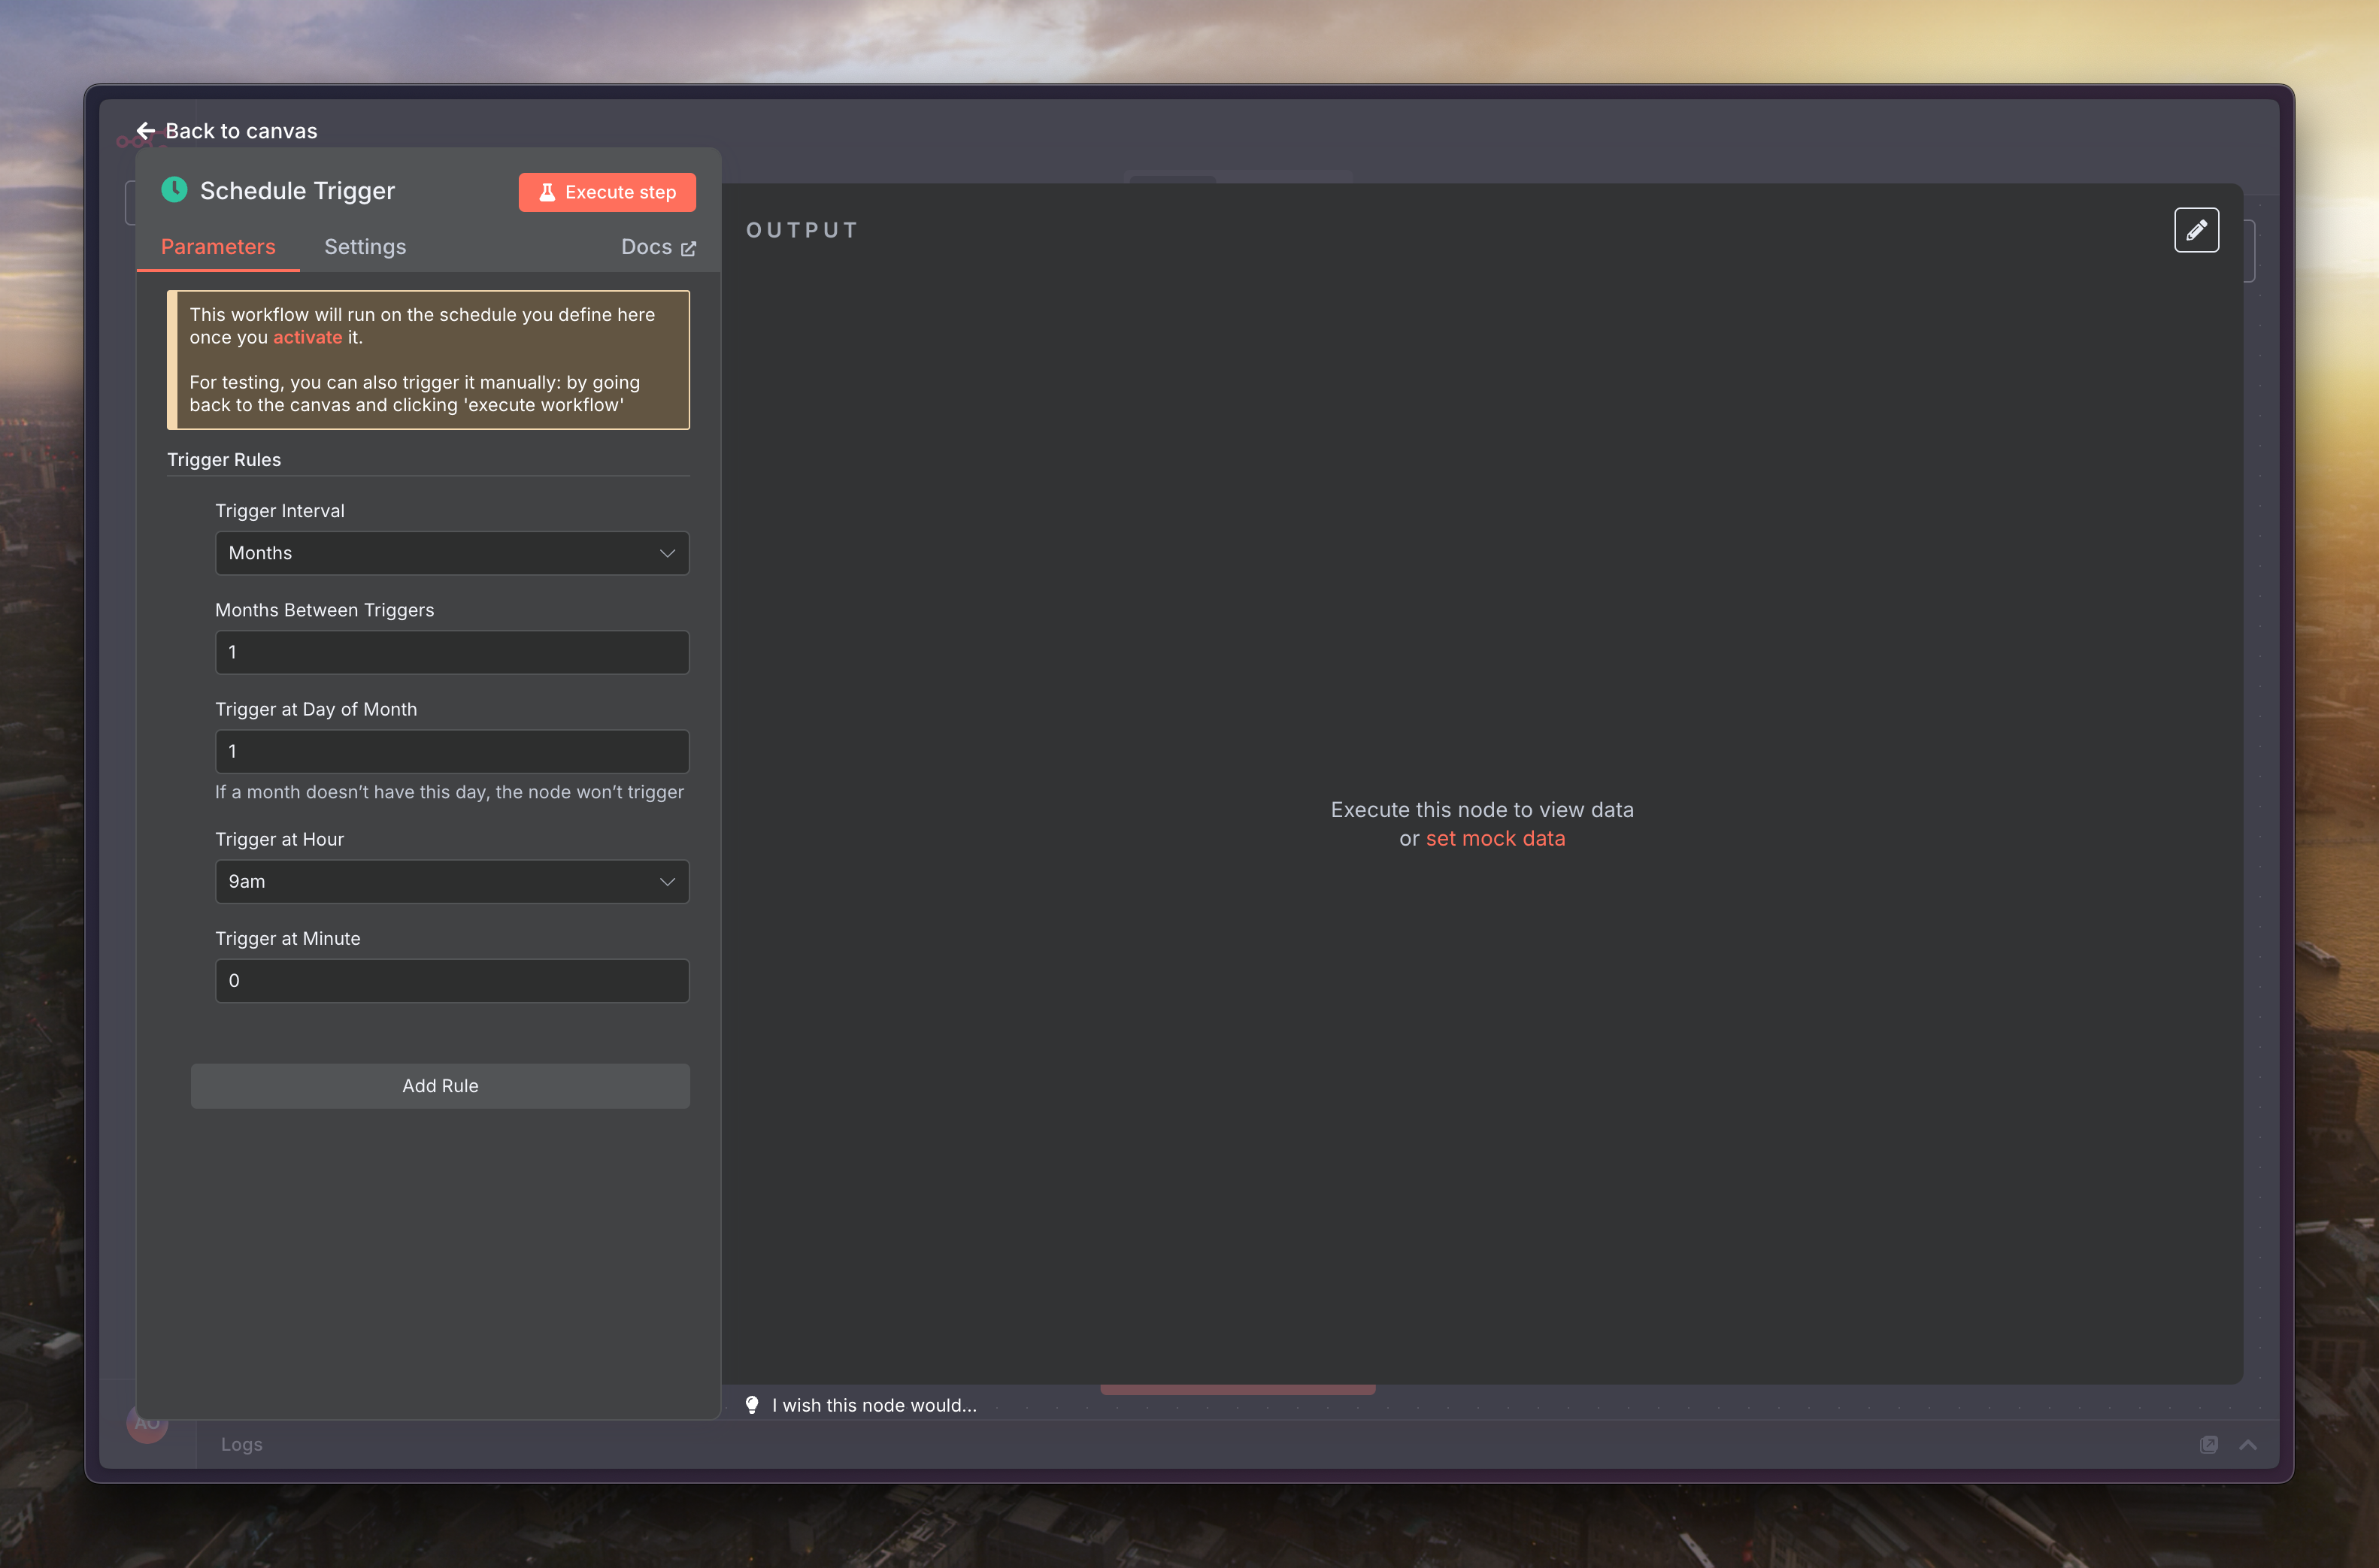 Back to canvas
Schedule Trigger
Execute step
Parameters
Settings
Docs
This workflow will run on the schedule you define here
once you activate it.
For testing, you can also trigger it manually: by going
back to the canvas and clicking 'execute workflow'
Trigger Rules
Trigger Interval
Months
Months Between Triggers
1
Trigger at Day of Month
1
If a month doesn’t have this day, the node won’t trigger
Trigger at Hour
9am
Trigger at Minute
0
Add Rule
OUTPUT
Execute this node to view data
or set mock data
I wish this node would...
AO
Logs